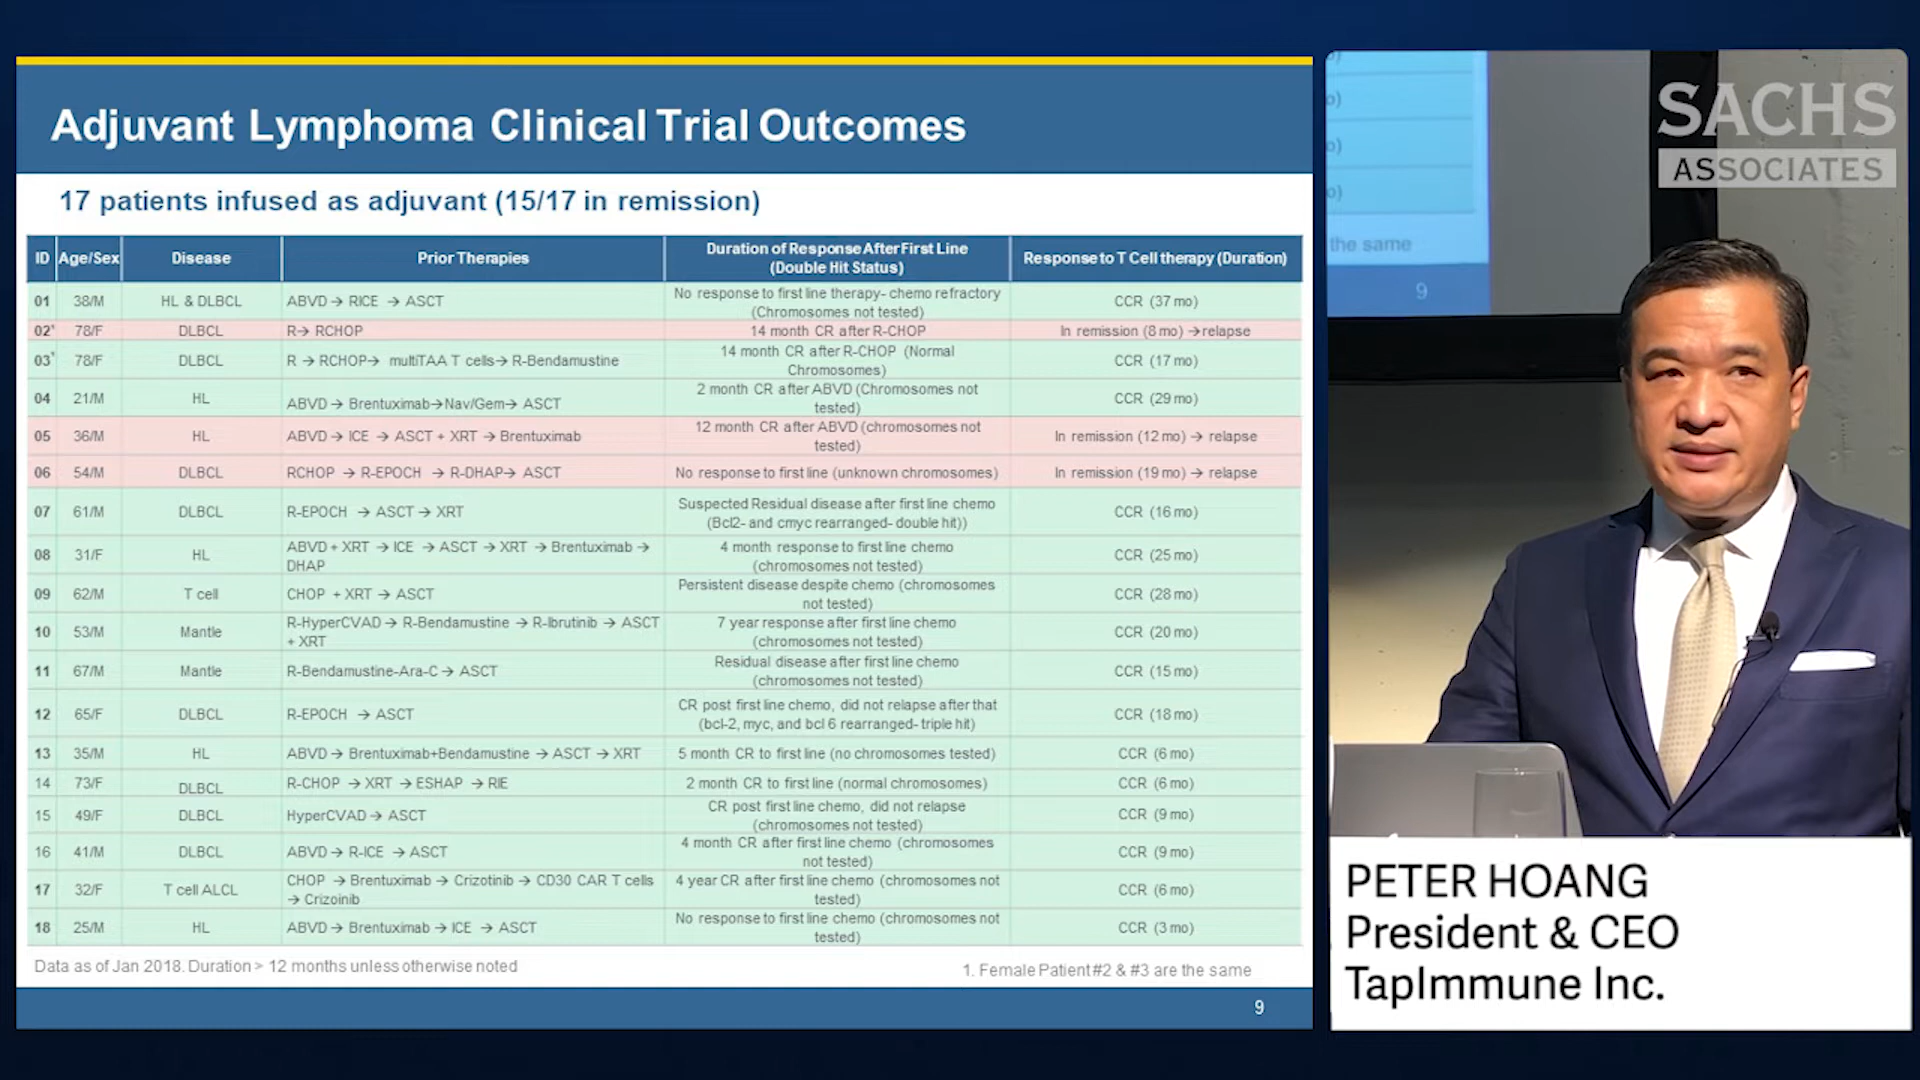 Adjuvant Lymphoma Clinical Trial Outcomes
17 patients infused as adjuvant (15/17 in remission)
ID Age/Sex Disease Prior Therapies Duration of Response After First Line (Double Hit Status) Response to T Cell therapy (Duration)
01 38/M HL & DLBCL ABVD → RICE → ASCT No response to first line therapy- chemo refractory (Chromosomes not tested) CCR (37 mo)
02¹ 78/F DLBCL R→ RCHOP 14 month CR after R-CHOP In remission (8 mo) →relapse
03¹ 78/F DLBCL R → RCHOP→ multiTAA T cells→ R-Bendamustine 14 month CR after R-CHOP (Normal Chromosomes) CCR (17 mo)
04 21/M HL ABVD → Brentuximab→Nav/Gem→ ASCT 2 month CR after ABVD (Chromosomes not tested) CCR (29 mo)
05 36/M HL ABVD → ICE → ASCT + XRT → Brentuximab 12 month CR after ABVD (chromosomes not tested) In remission (12 mo) → relapse
06 54/M DLBCL RCHOP → R-EPOCH → R-DHAP→ ASCT No response to first line (unknown chromosomes) In remission (19 mo) → relapse
07 61/M DLBCL R-EPOCH → ASCT → XRT Suspected Residual disease after first line chemo (Bcl2- and cmyc rearranged- double hit)) CCR (16 mo)
08 31/F HL ABVD + XRT → ICE → ASCT → XRT → Brentuximab → DHAP 4 month response to first line chemo (chromosomes not tested) CCR (25 mo)
09 62/M T cell CHOP + XRT → ASCT Persistent disease despite chemo (chromosomes not tested) CCR (28 mo)
10 53/M Mantle R-HyperCVAD → R-Bendamustine → R-Ibrutinib → ASCT + XRT 7 year response after first line chemo (chromosomes not tested) CCR (20 mo)
11 67/M Mantle R-Bendamustine-Ara-C → ASCT Residual disease after first line chemo (chromosomes not tested) CCR (15 mo)
12 65/F DLBCL R-EPOCH → ASCT CR post first line chemo, did not relapse after that (bcl-2, myc, and bcl 6 rearranged- triple hit) CCR (18 mo)
13 35/M HL ABVD → Brentuximab+Bendamustine → ASCT → XRT 5 month CR to first line (no chromosomes tested) CCR (6 mo)
14 73/F DLBCL R-CHOP → XRT → ESHAP → RIE 2 month CR to first line (normal chromosomes) CCR (6 mo)
15 49/F DLBCL HyperCVAD → ASCT CR post first line chemo, did not relapse (chromosomes not tested) CCR (9 mo)
16 41/M DLBCL ABVD → R-ICE → ASCT 4 month CR after first line chemo (chromosomes not tested) CCR (9 mo)
17 32/F T cell ALCL CHOP → Brentuximab → Crizotinib → CD30 CAR T cells → Crizoinib 4 year CR after first line chemo (chromosomes not tested) CCR (6 mo)
18 25/M HL ABVD → Brentuximab → ICE → ASCT No response to first line chemo (chromosomes not tested) CCR (3 mo)
Data as of Jan 2018. Duration > 12 months unless otherwise noted
1. Female Patient #2 & #3 are the same
9
SACHS
ASSOCIATES
o)
o)
o)
the same
9
PETER HOANG
President & CEO
TapImmune Inc.